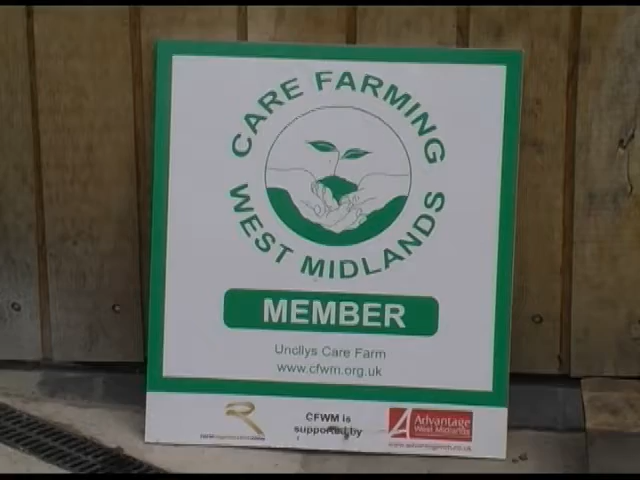 CARE FARMING
WEST MIDLANDS
MEMBER
Uncllys Care Farm
www.cfwm.org.uk
CFWM is
supported by
Advantage
West Midlands